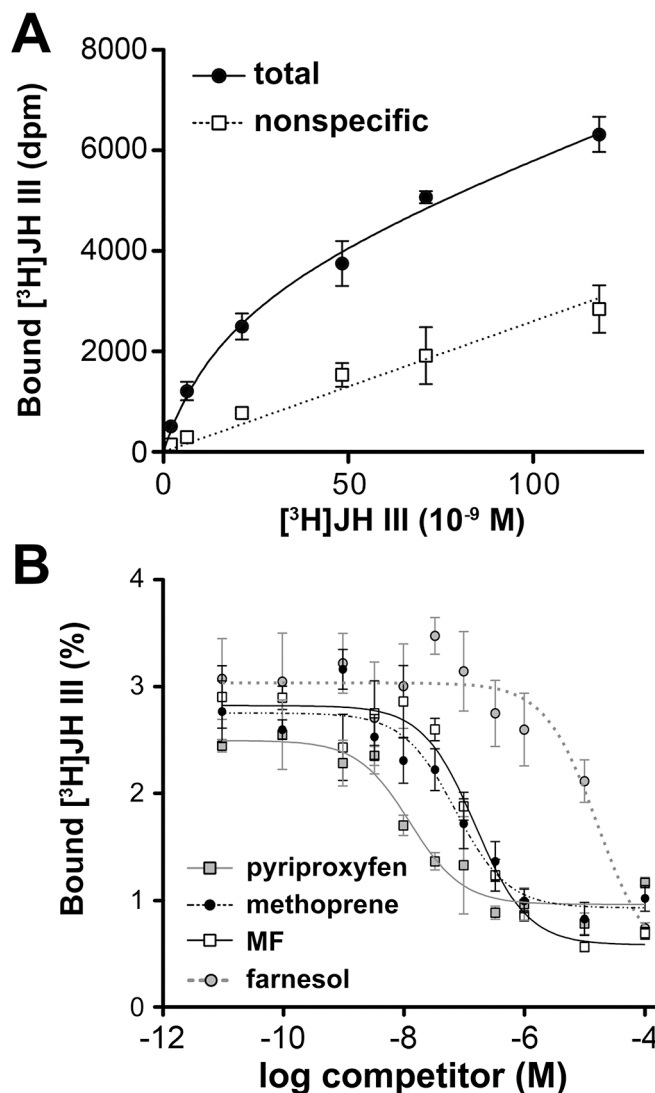 A
8000
6000
4000
2000
0
Bound [³H]JH III (dpm)
total
nonspecific
0
50
100
[³H]JH III (10⁻⁹ M)
B
4
3
2
1
0
Bound [³H]JH III (%)
pyriproxyfen
methoprene
MF
farnesol
-12
-10
-8
-6
-4
log competitor (M)